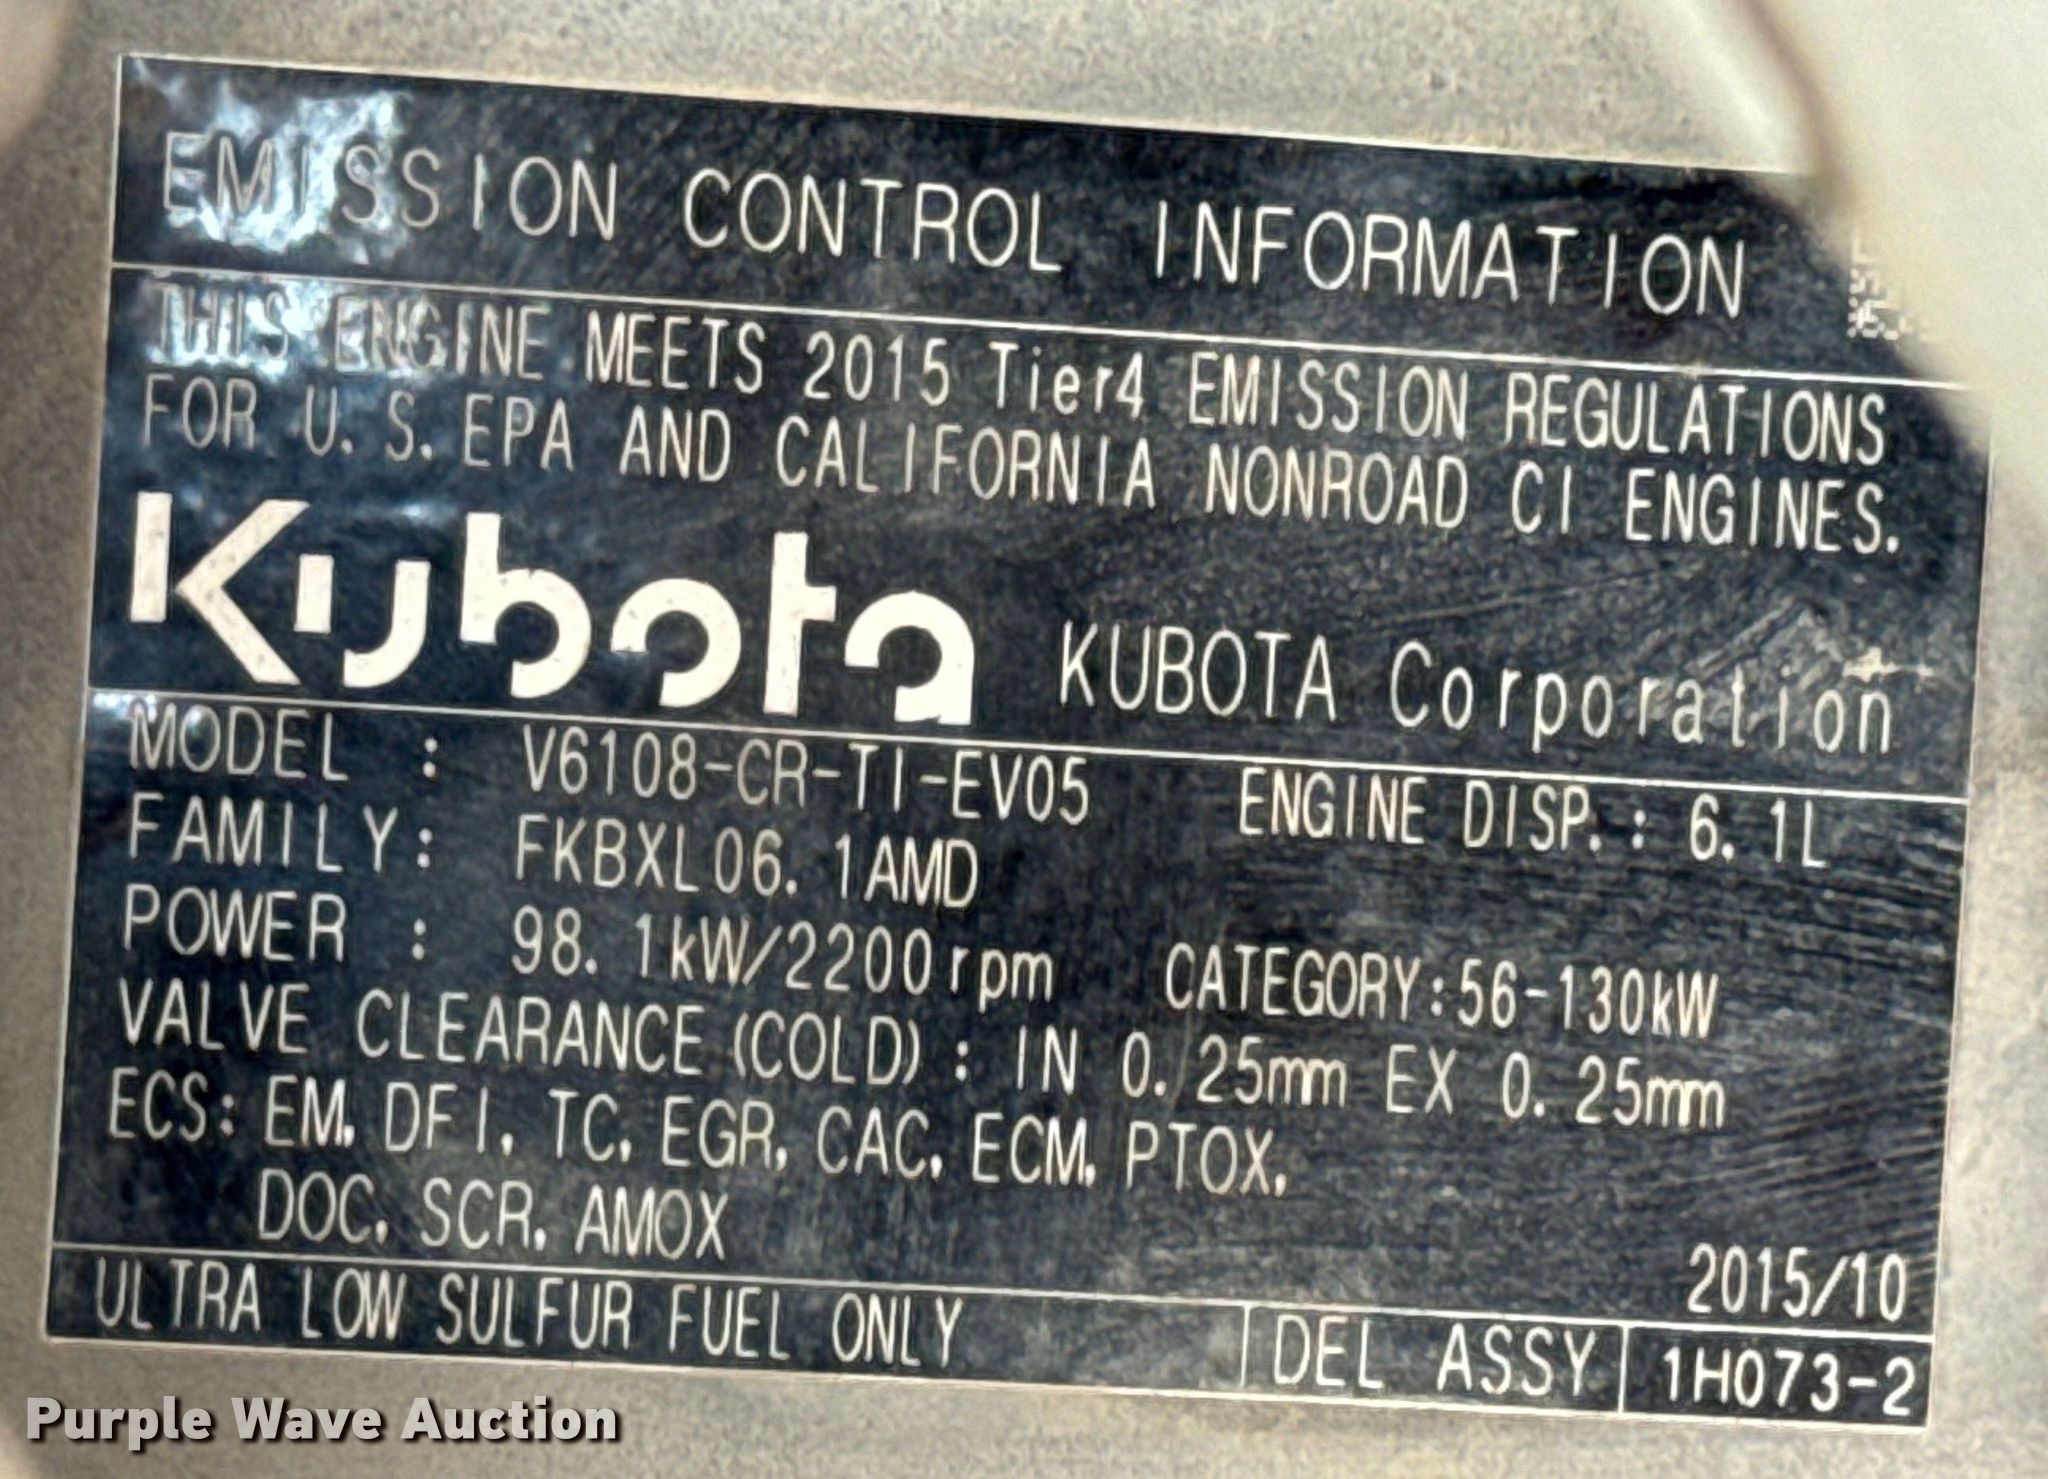 EMISSION CONTROL INFORMATION
THIS ENGINE MEETS 2015 Tier4 EMISSION REGULATIONS
FOR U.S. EPA AND CALIFORNIA NONROAD CI ENGINES.
Kubota KUBOTA Corporation
MODEL : V6108-CR-TI-EV05 ENGINE DISP.: 6.1L
FAMILY: FKBXL06.1AMD
POWER : 98.1kW/2200rpm CATEGORY:56-130kW
VALVE CLEARANCE(COLD): IN 0.25mm EX 0.25mm
ECS: EM, DFI, TC, EGR, CAC, ECM, PTOX,
DOC, SCR, AMOX
2015/10
ULTRA LOW SULFUR FUEL ONLY DEL ASSY 1H073-2
Purple Wave Auction